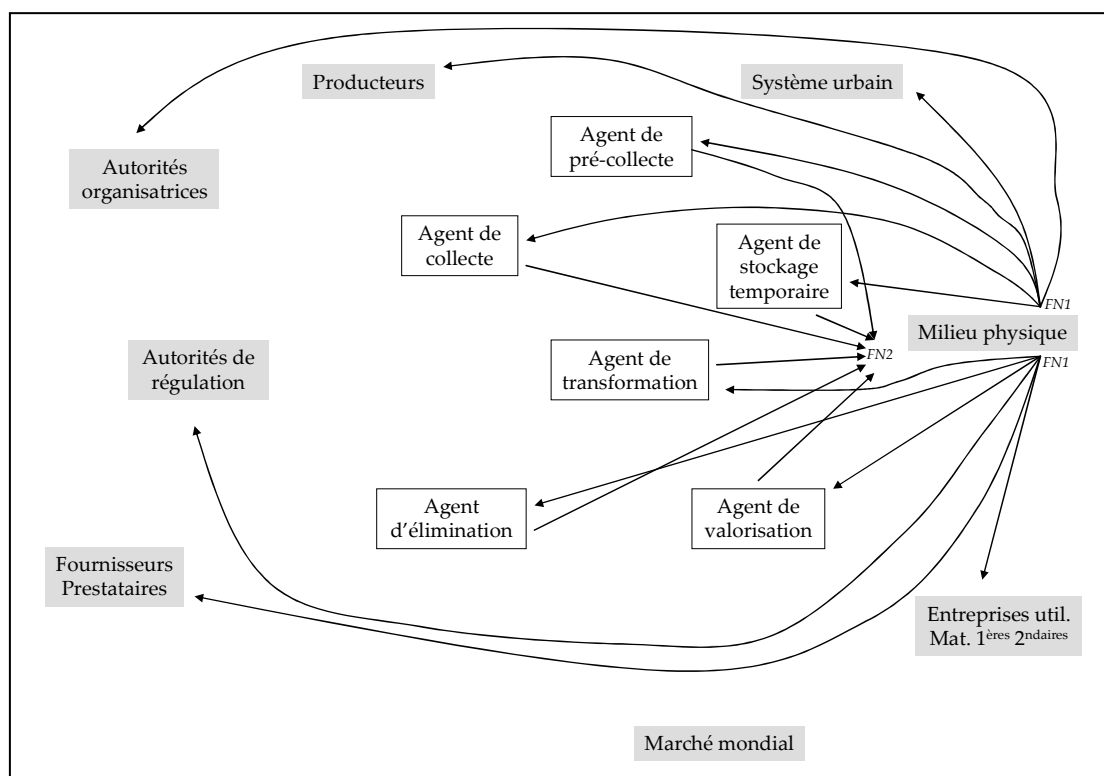 Producteurs
Système urbain
Agent de
pré-collecte
Autorités
organisatrices
Agent de
collecte
Agent de
stockage
temporaire
FN1
Milieu physique
FN1
FN2
Autorités de
régulation
Agent de
transformation
Agent
d'élimination
Agent de
valorisation
Fournisseurs
Prestataires
Entreprises util.
Mat. 1ères 2ndaires
Marché mondial